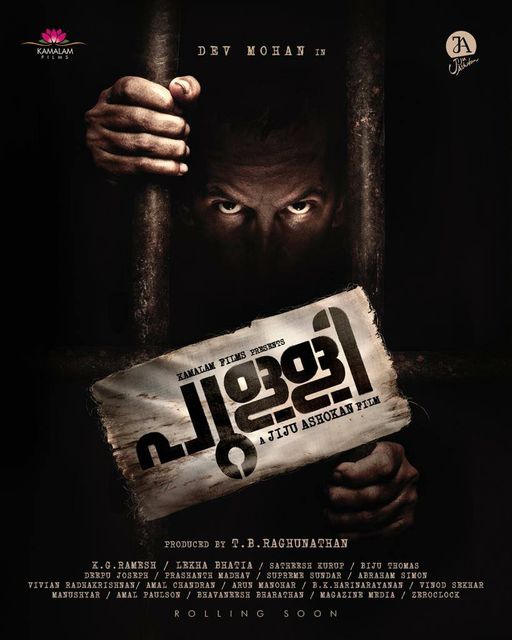 KAMALAM
FILMS
DEV MOHAN IN
JA
KAMALAM FILMS PRESENTS
പുള്ളി
A JIJU ASHOKAN FILM
PRODUCED BY T.B.RAGHUNATHAN
K.G.RAMESH / LEKHA BHATIA / SATHEESH KURUP / BIJU THOMAS
DEEPU JOSEPH / PRASHANTH MADHAV / SUPREME SUNDAR / ABRAHAM SIMON
VIVIAN RADHAKRISHNAN/ AMAL CHANDRAN / ARUN MANOHAR / B.K.HARINARAYANAN / VINOD SEKHAR
MANUSHYAR / AMAL PAULSON / BHAVANEESH BHARATHAN / MAGAZINE MEDIA / ZEROCLOCK
ROLLING SOON